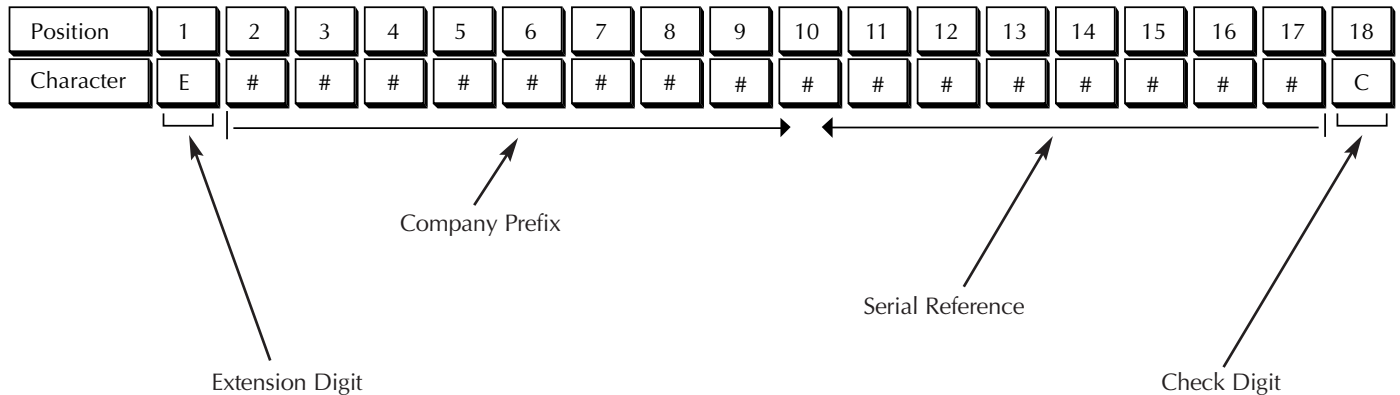 Position 1 2 3 4 5 6 7 8 9 10 11 12 13 14 15 16 17 18
Character E # # # # # # # # # # # # # # # # C
Company Prefix
Serial Reference
Extension Digit Check Digit